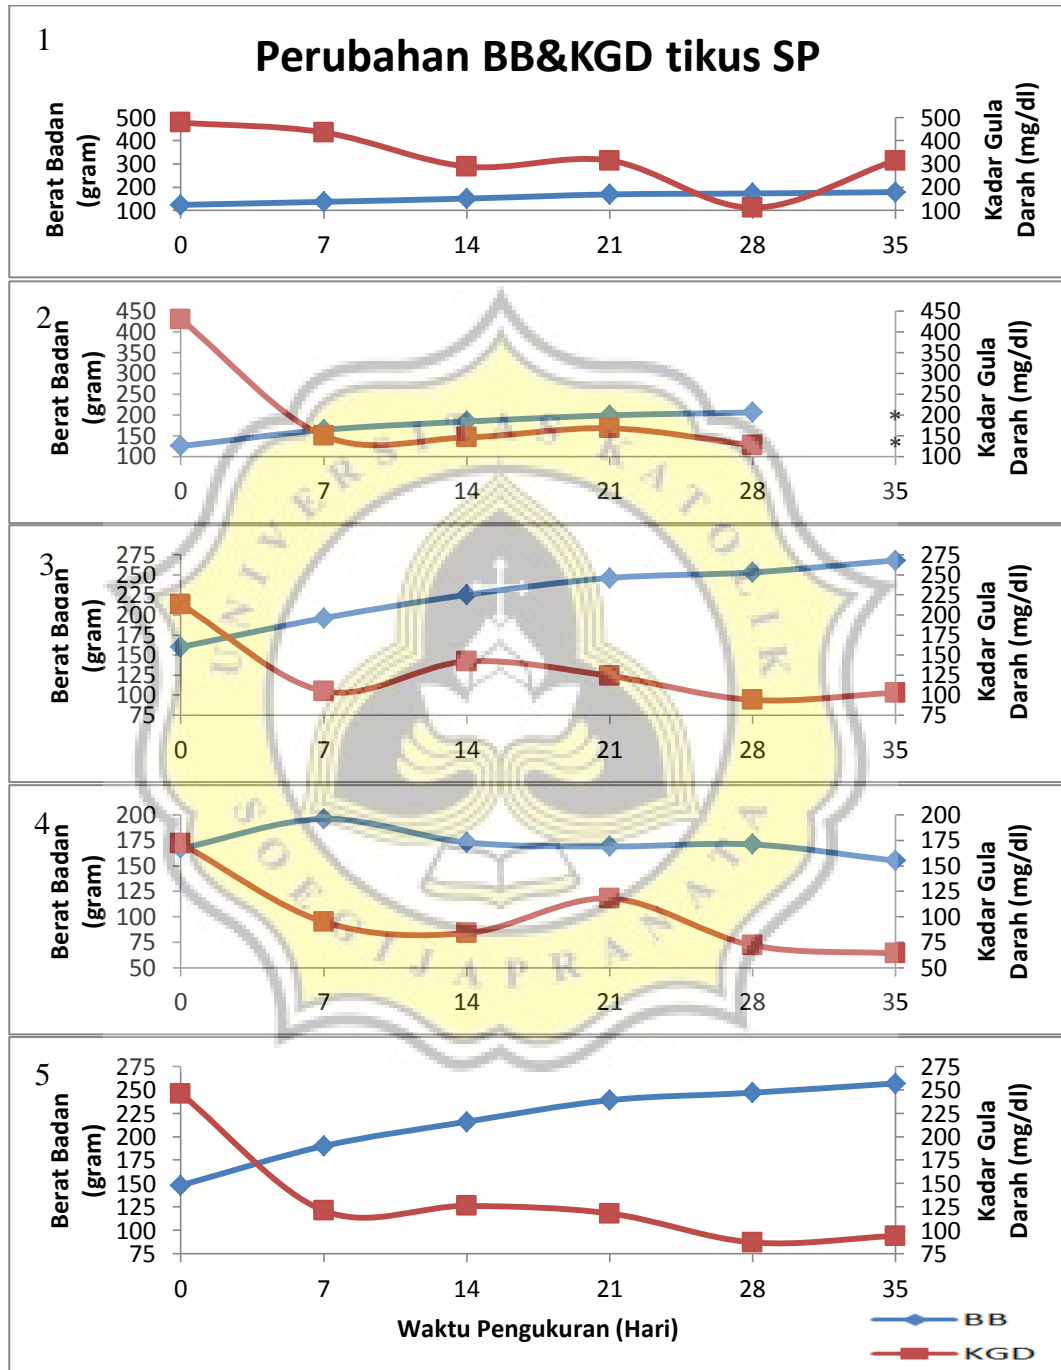 1
Perubahan BB&KGD tikus SP
Berat Badan
(gram)
500
400
300
200
100
500
400
300
200
100
Kadar Gula
Darah (mg/dl)
0 7 14 21 28 35
2
Berat Badan
(gram)
450
400
350
300
250
200
150
100
450
400
350
300
250
200
150
100
*
*
Kadar Gula
Darah (mg/dl)
0 7 14 21 28 35
3
Berat Badan
(gram)
275
250
225
200
175
150
125
100
75
275
250
225
200
175
150
125
100
75
Kadar Gula
Darah (mg/dl)
0 7 14 21 28 35
4
Berat Badan
(gram)
200
175
150
125
100
75
50
200
175
150
125
100
75
50
Kadar Gula
Darah (mg/dl)
0 7 14 21 28 35
5
Berat Badan
(gram)
275
250
225
200
175
150
125
100
75
275
250
225
200
175
150
125
100
75
Kadar Gula
Darah (mg/dl)
0 7 14 21 28 35
Waktu Pengukuran (Hari)
BB
KGD
UNIVERSITAS KATOLIK
SOEGIJAPRANATA